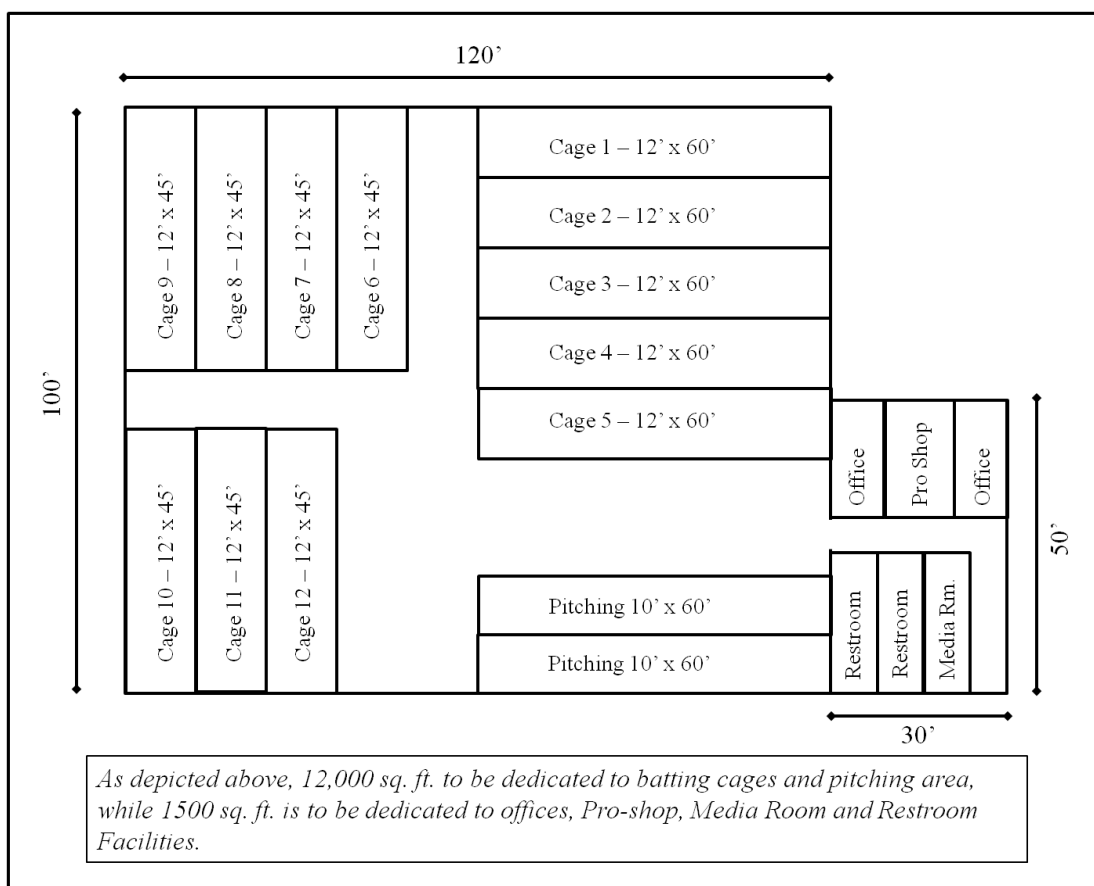 120’
100’
Cage 9 – 12’ x 45’
Cage 8 – 12’ x 45’
Cage 7 – 12’ x 45’
Cage 6 – 12’ x 45’
Cage 1 – 12’ x 60’
Cage 2 – 12’ x 60’
Cage 3 – 12’ x 60’
Cage 4 – 12’ x 60’
Cage 5 – 12’ x 60’
Office
Pro Shop
Office
50’
Cage 10 – 12’ x 45’
Cage 11 – 12’ x 45’
Cage 12 – 12’ x 45’
Pitching 10’ x 60’
Pitching 10’ x 60’
Restroom
Restroom
Media Rm.
30’
As depicted above, 12,000 sq. ft. to be dedicated to batting cages and pitching area,
while 1500 sq. ft. is to be dedicated to offices, Pro-shop, Media Room and Restroom
Facilities.